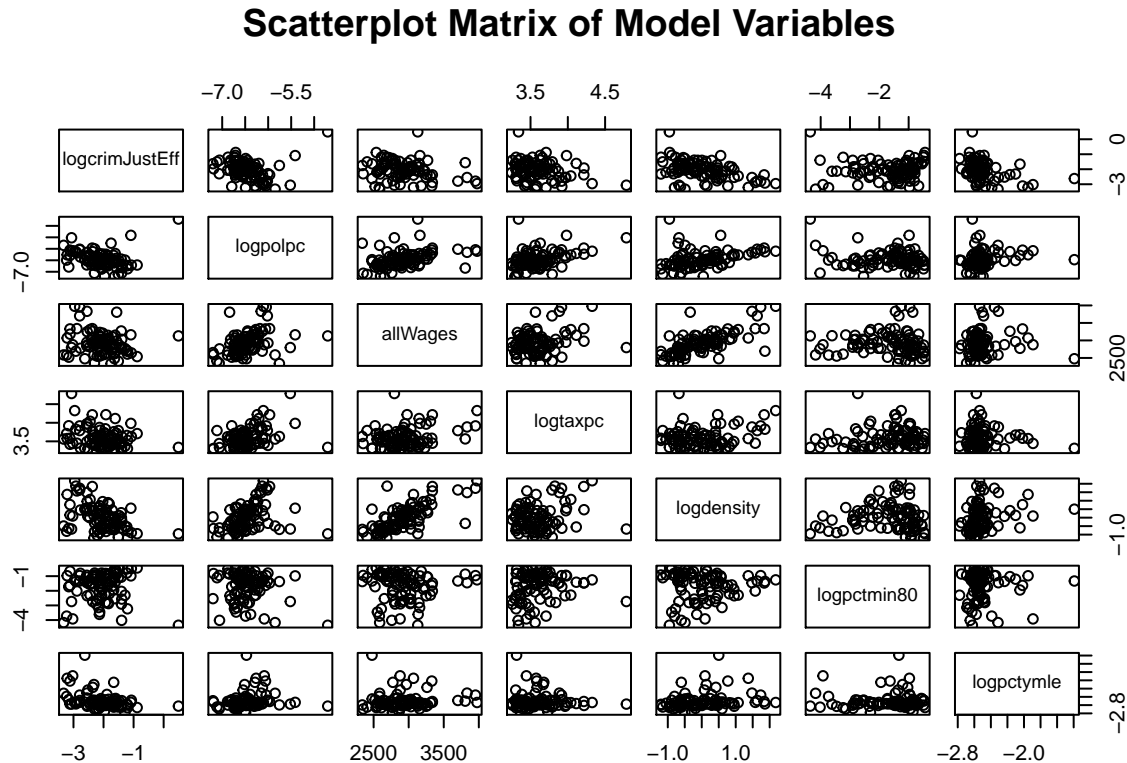 Scatterplot Matrix of Model Variables
−7.0 −5.5 3.5 4.5 −4 −1
logcrimJustEff 0 −3
−7.0 logpolpc
allWages 2500
3.5 logtaxpc
logdensity −1.0
−4 −1 logpctmin80
logpctymle −2.8
−3 −1 2500 3500 −1.0 1.0 −2.8 −2.0